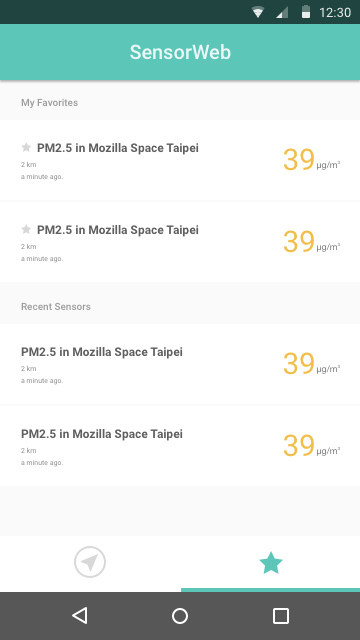 12:30
SensorWeb
My Favorites
PM2.5 in Mozilla Space Taipei
2 km
a minute ago.
39 µg/m³
PM2.5 in Mozilla Space Taipei
2 km
a minute ago.
39 µg/m³
Recent Sensors
PM2.5 in Mozilla Space Taipei
2 km
a minute ago.
39 µg/m³
PM2.5 in Mozilla Space Taipei
2 km
a minute ago.
39 µg/m³